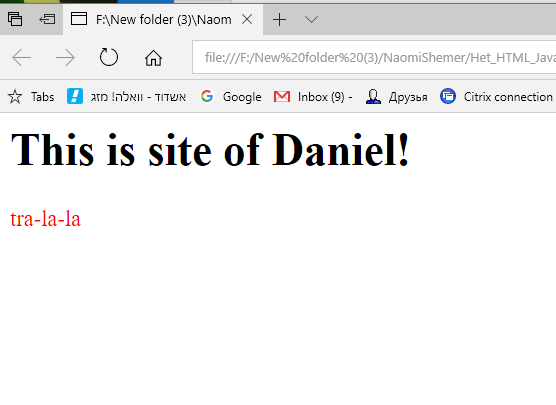 F:\New folder (3)\Naom
file:///F:/New%20folder%20(3)/NaomiShemer/Het_HTML_Java
Tabs אשדוד - וואלה! מזג Google Inbox (9) - Друзья Citrix connection
This is site of Daniel!
tra-la-la